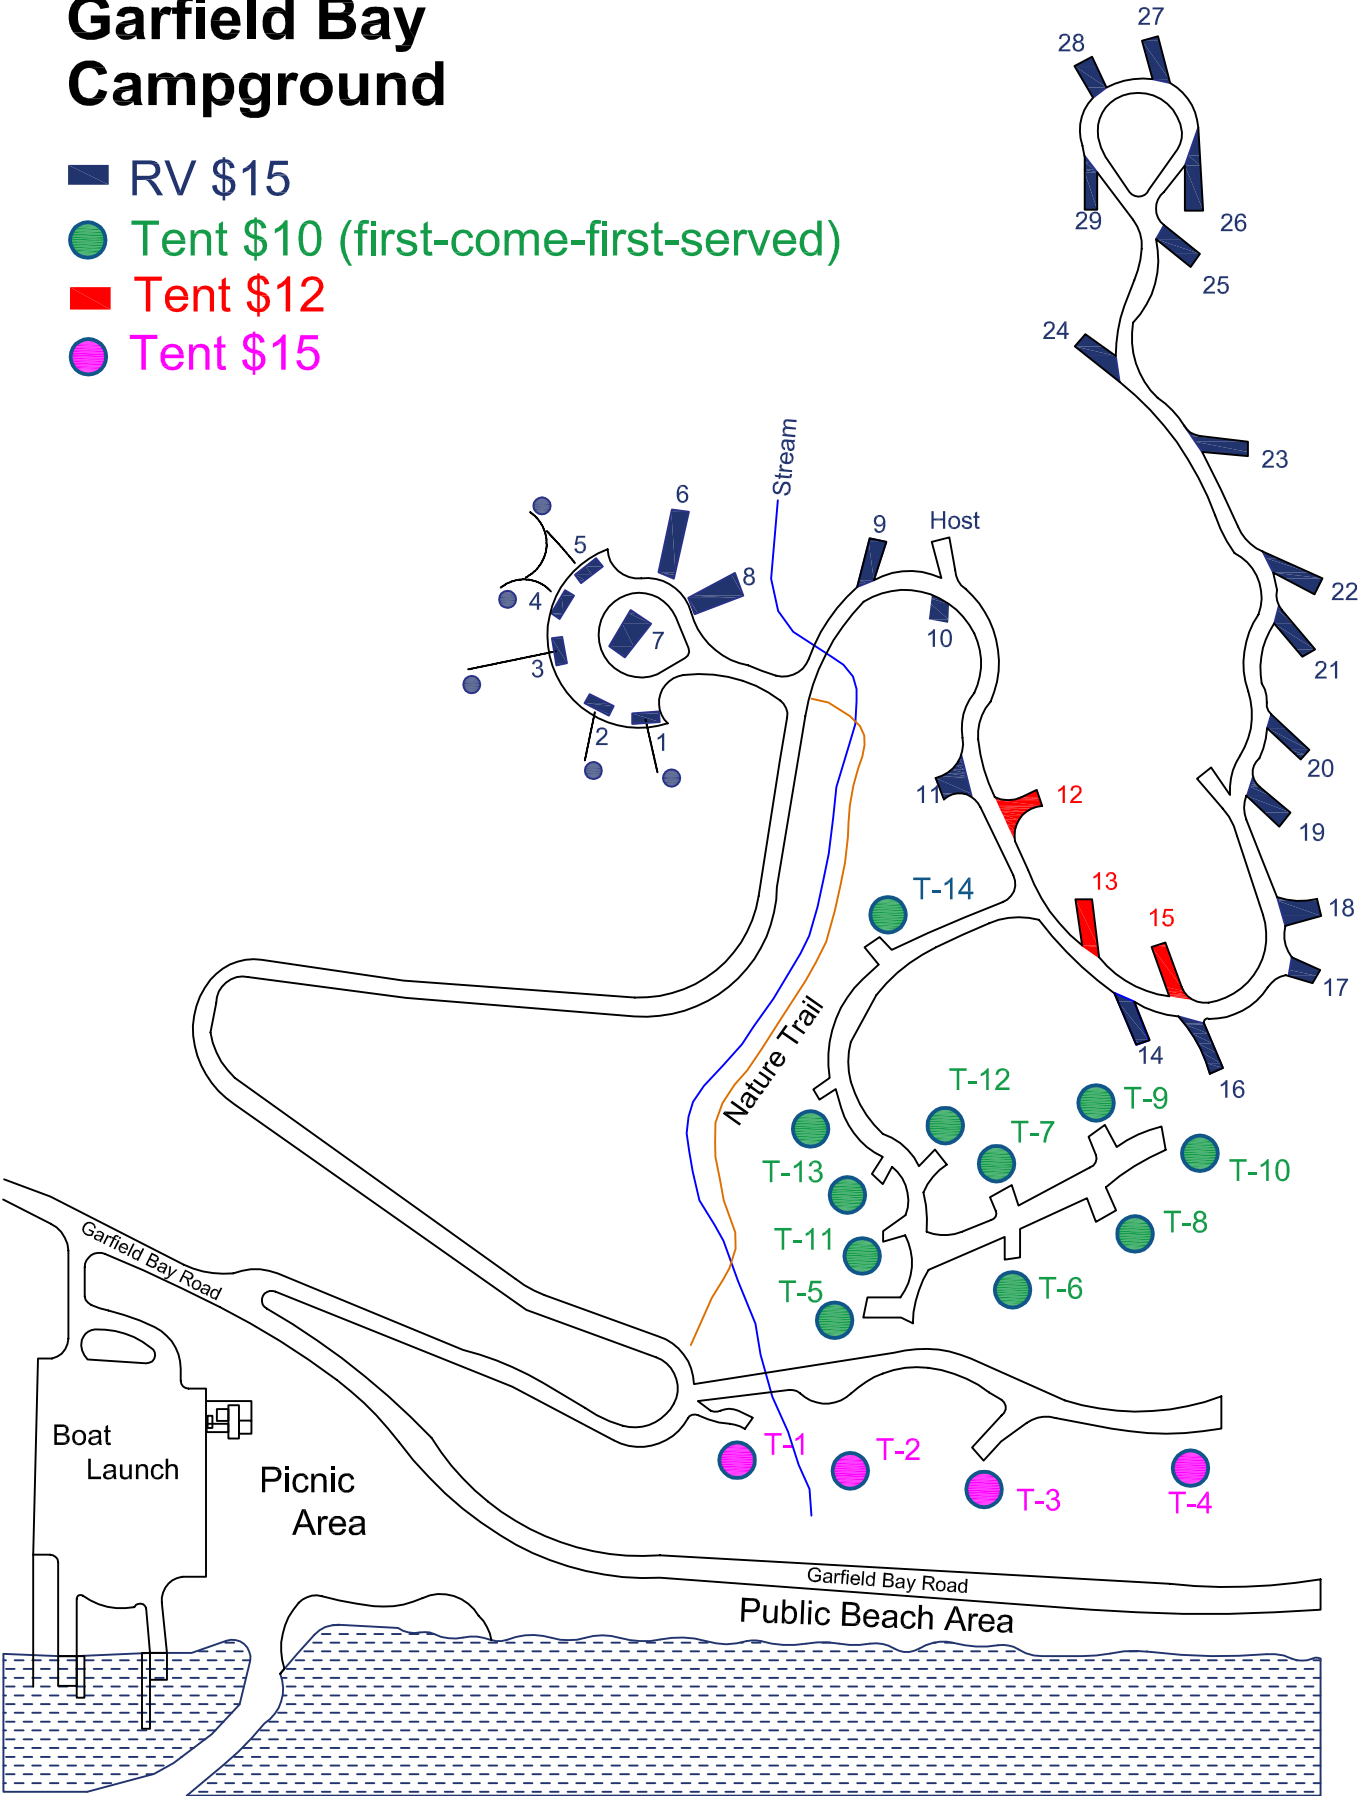 Garfield Bay
Campground
RV $15
Tent $10 (first-come-first-served)
Tent $12
Tent $15
27
28
29
26
25
24
23
Stream
6
9
Host
5
8
22
4
7
10
3
21
2
1
20
11
12
19
13
T-14
18
15
17
14
16
Nature Trail
T-12
T-9
T-7
T-13
T-10
T-8
T-11
T-5
T-6
Garfield Bay Road
Boat
Launch
T-1
T-2
Picnic
Area
T-3
T-4
Garfield Bay Road
Public Beach Area